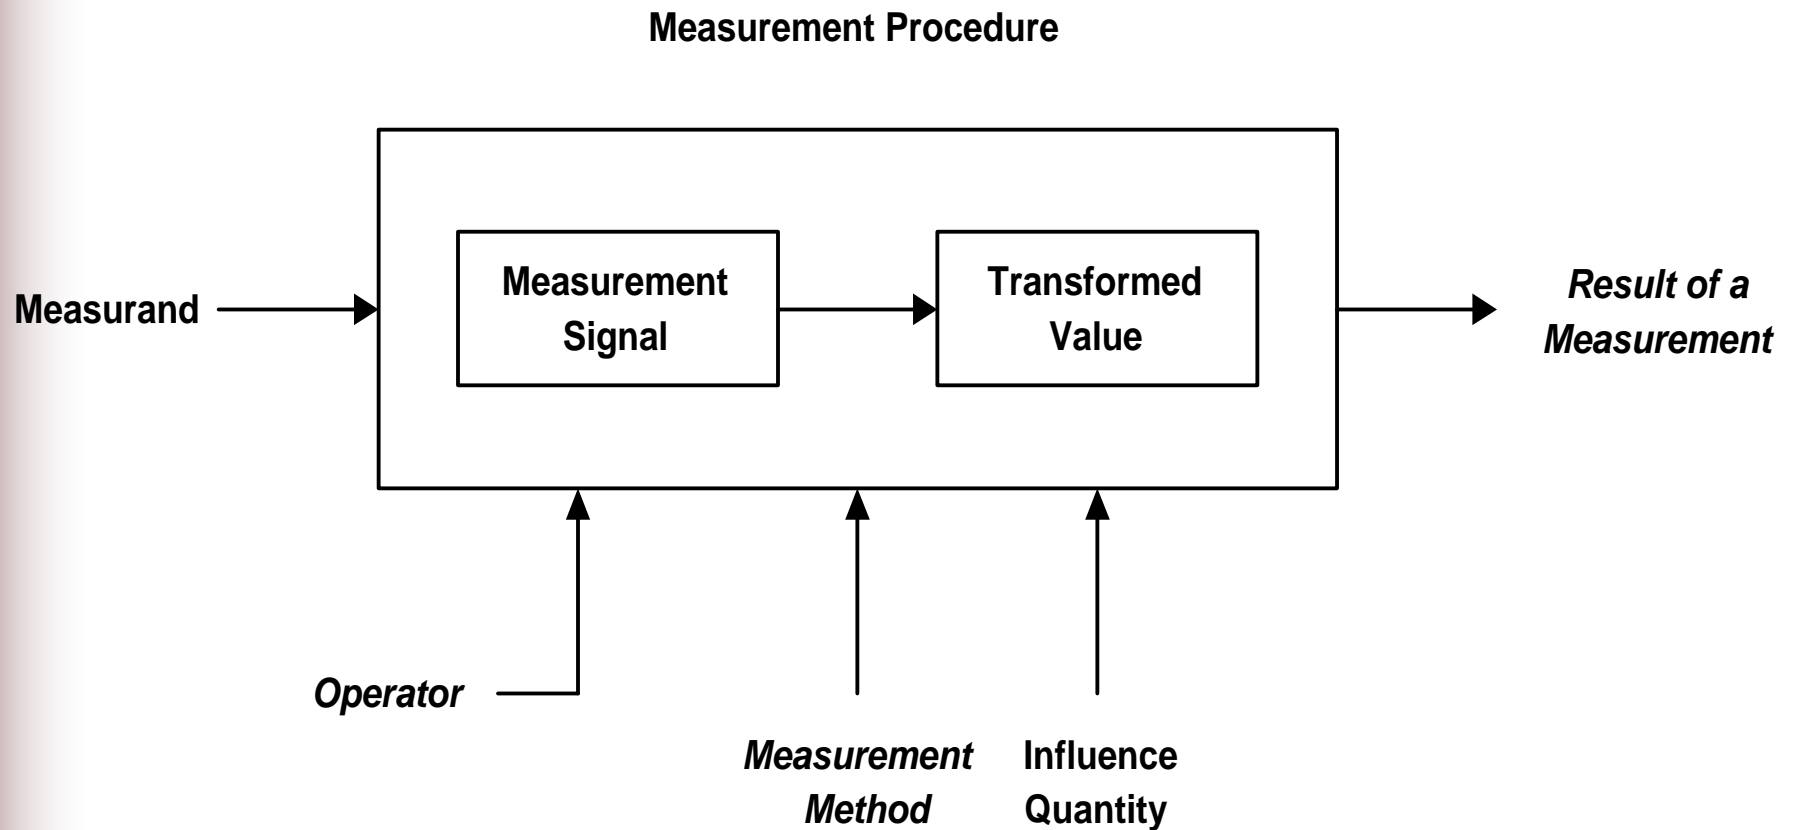 Measurement Procedure
Measurement
Signal
Transformed
Value
Measurand
Result of a
Measurement
Operator
Measurement
Method
Influence
Quantity